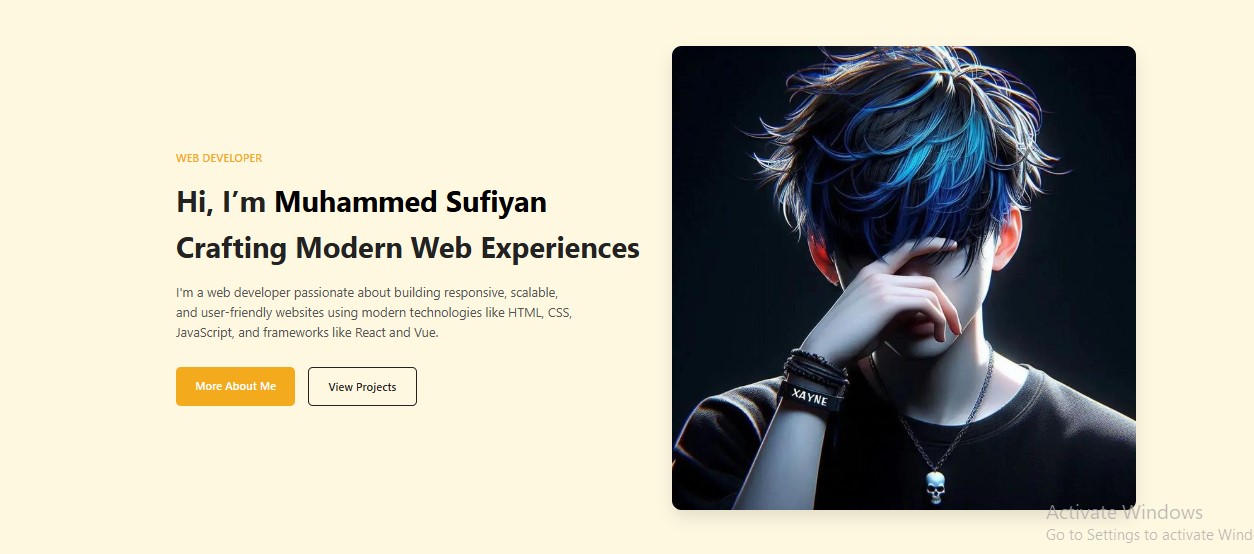 WEB DEVELOPER
Hi, I’m Muhammed Sufiyan
Crafting Modern Web Experiences
I'm a web developer passionate about building responsive, scalable,
and user-friendly websites using modern technologies like HTML, CSS,
JavaScript, and frameworks like React and Vue.
More About Me
View Projects
XAYNE
Activate Windows
Go to Settings to activate Wind